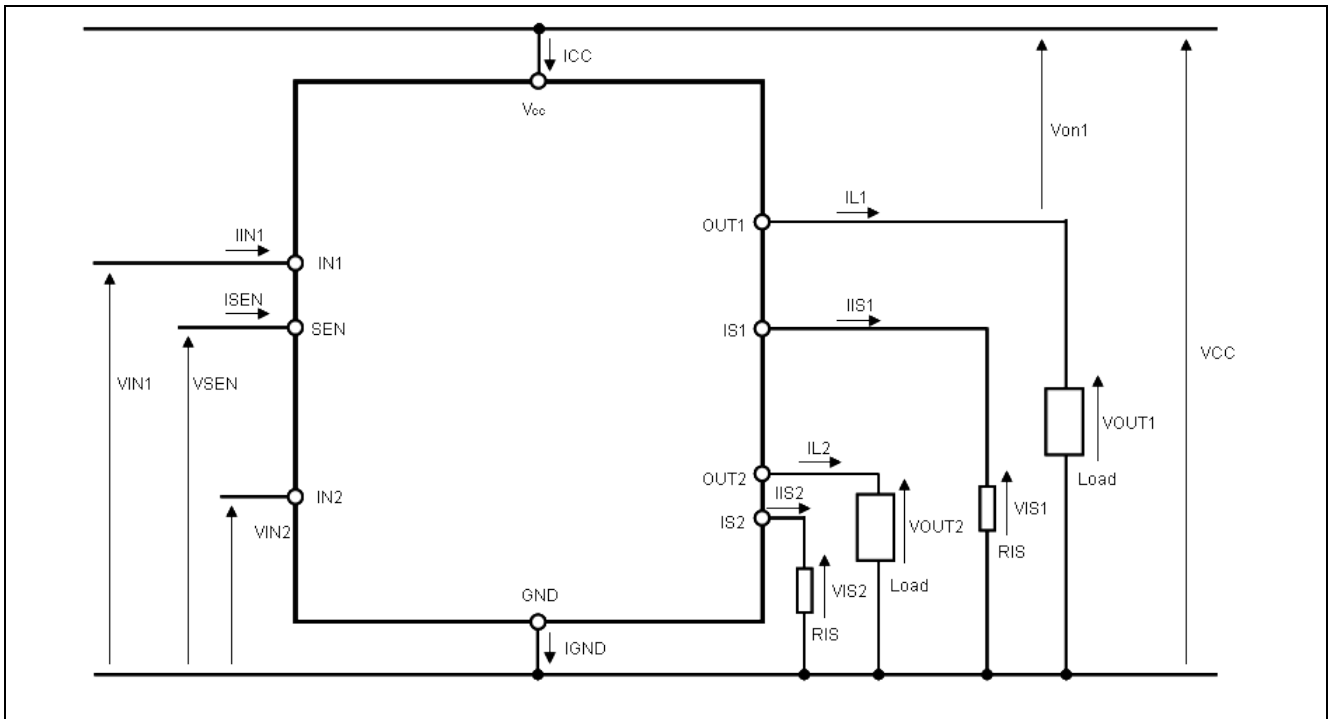 ICC
Vcc
Von1
IL1
OUT1
IIN1
IN1
ISEN
SEN
IIS1
IS1
VCC
VIN1
VSEN
VOUT1
IL2
OUT2
Load
IIS2
IN2
IS2
VIS1
VOUT2
VIN2
RIS
VIS2
Load
GND
RIS
IGND